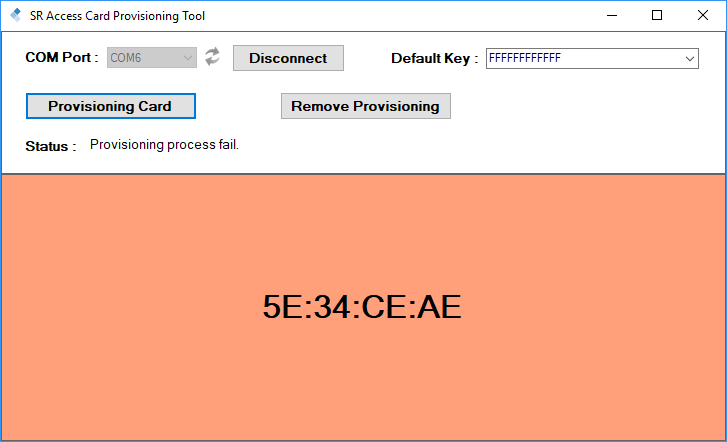 SR Access Card Provisioning Tool
COM Port : COM6 Disconnect Default Key : FFFFFFFFFFFF
Provisioning Card Remove Provisioning
Status : Provisioning process fail.
5E:34:CE:AE